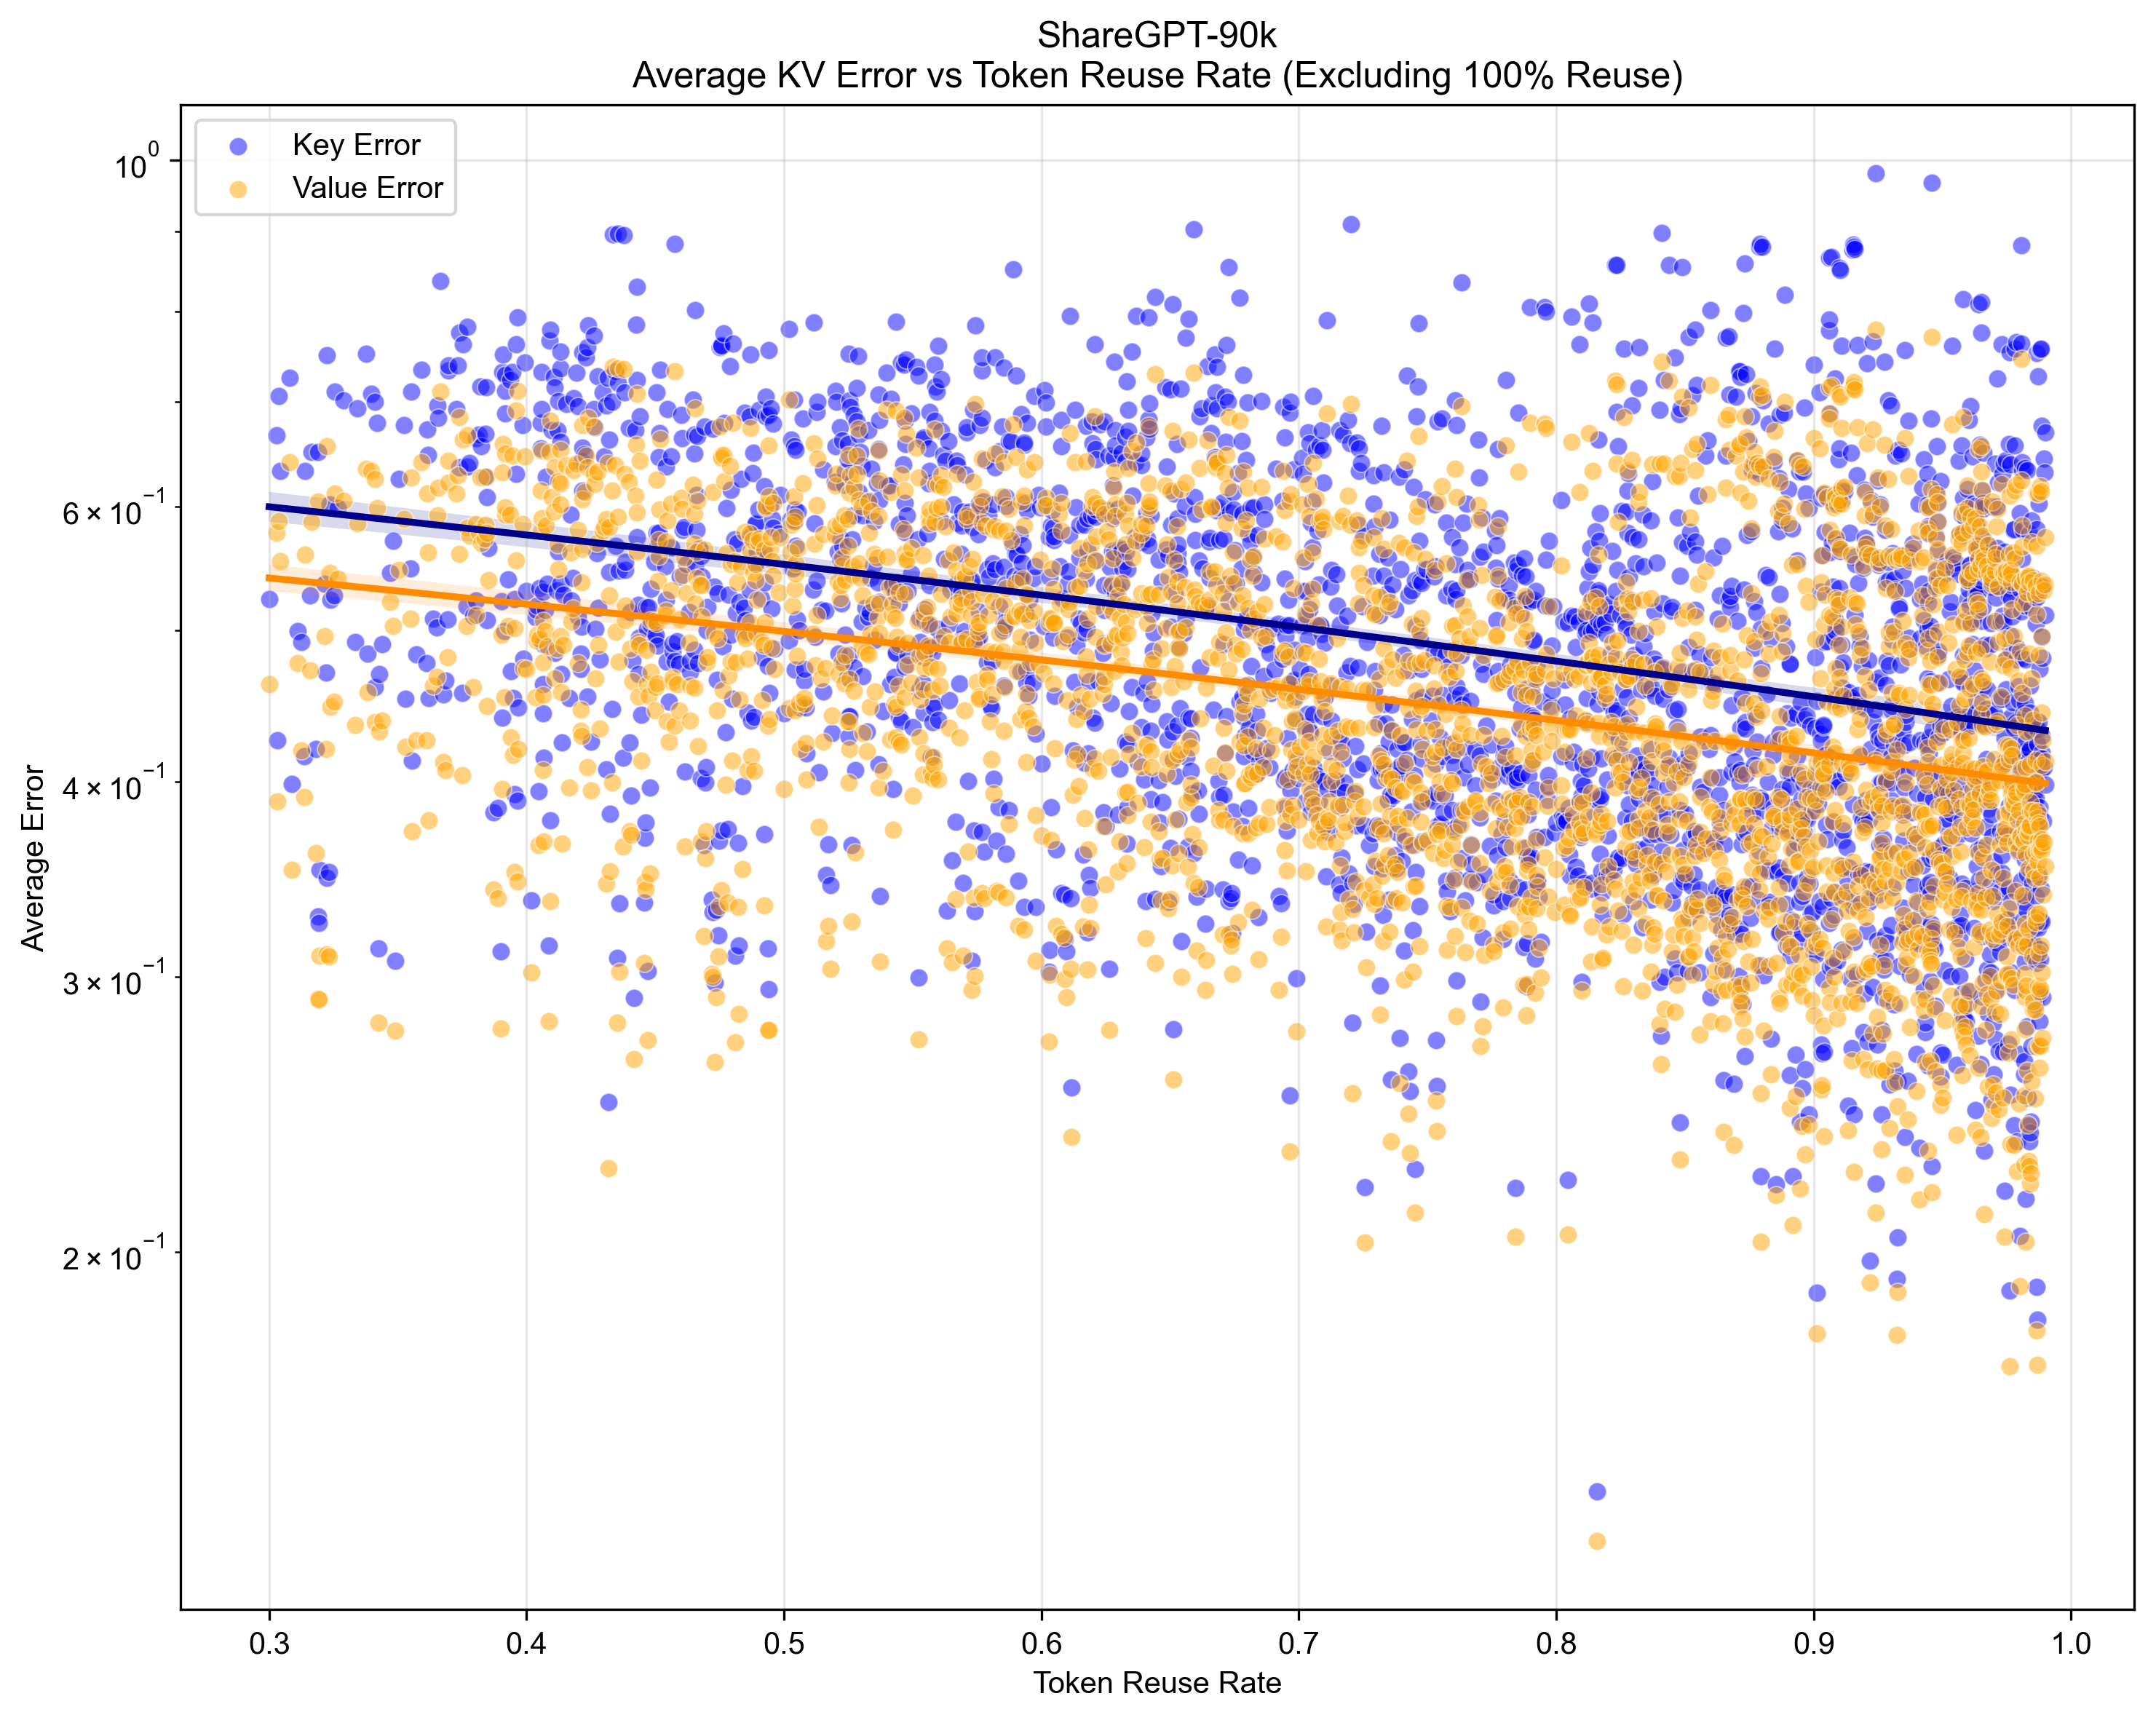 ShareGPT-90k
Average KV Error vs Token Reuse Rate (Excluding 100% Reuse)
Key Error
Value Error
10⁰
6 × 10⁻¹
4 × 10⁻¹
3 × 10⁻¹
2 × 10⁻¹
Average Error
0.3 0.4 0.5 0.6 0.7 0.8 0.9 1.0
Token Reuse Rate